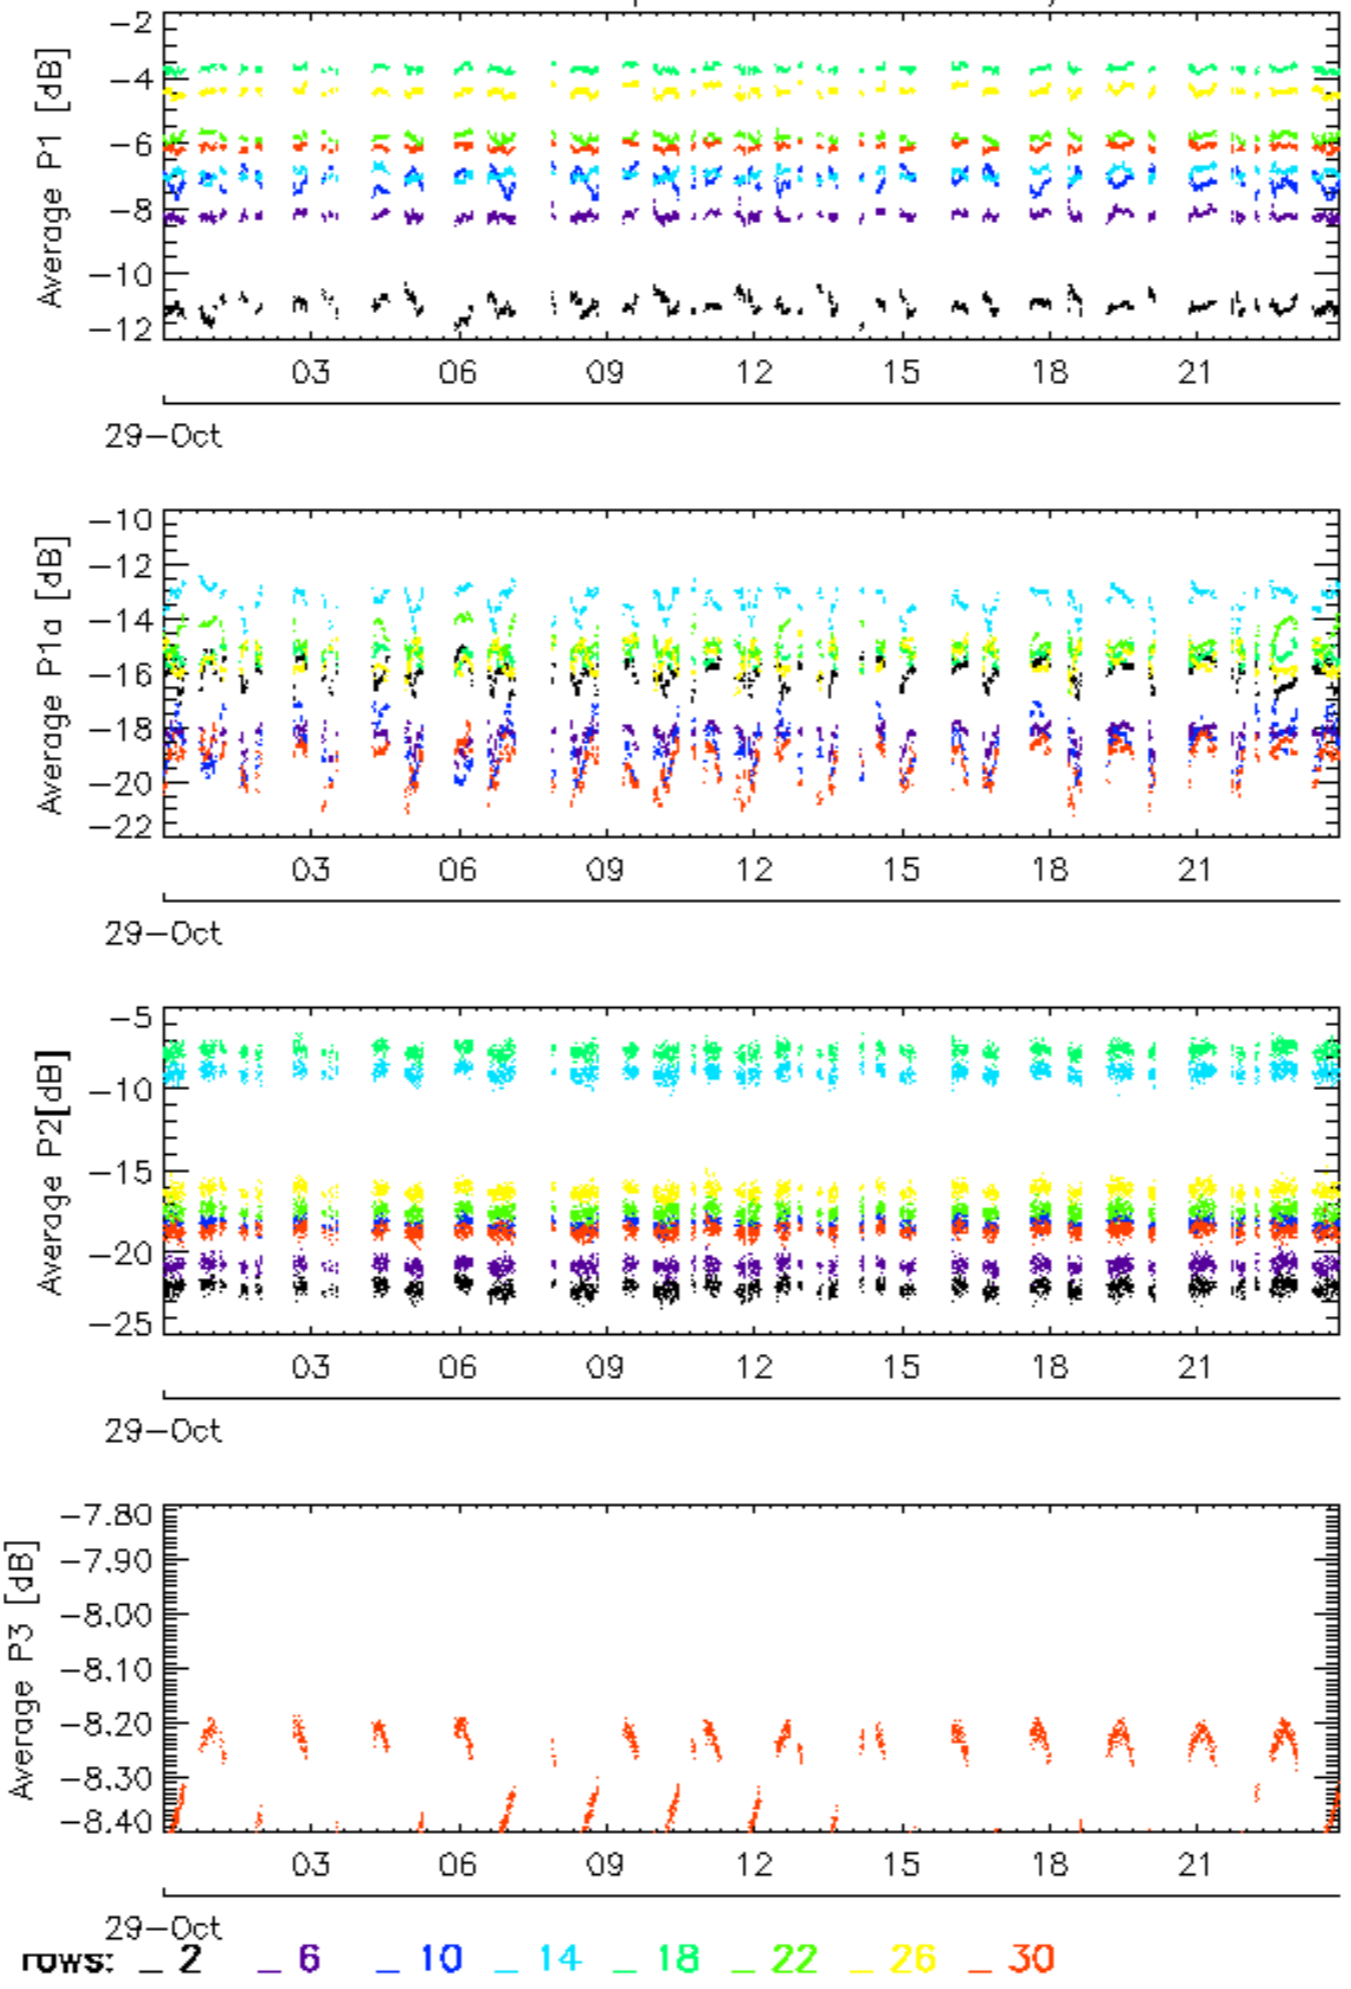 Average P1 [dB]
-2
-4
-6
-8
-10
-12
03 06 09 12 15 18 21
29-Oct
Average P1a [dB]
-10
-12
-14
-16
-18
-20
-22
03 06 09 12 15 18 21
29-Oct
Average P2[dB]
-5
-10
-15
-20
-25
03 06 09 12 15 18 21
29-Oct
Average P3 [dB]
-7.80
-7.90
-8.00
-8.10
-8.20
-8.30
-8.40
03 06 09 12 15 18 21
29-Oct
rows: _ 2 _ 6 _ 10 _ 14 _ 18 _ 22 _ 26 _ 30